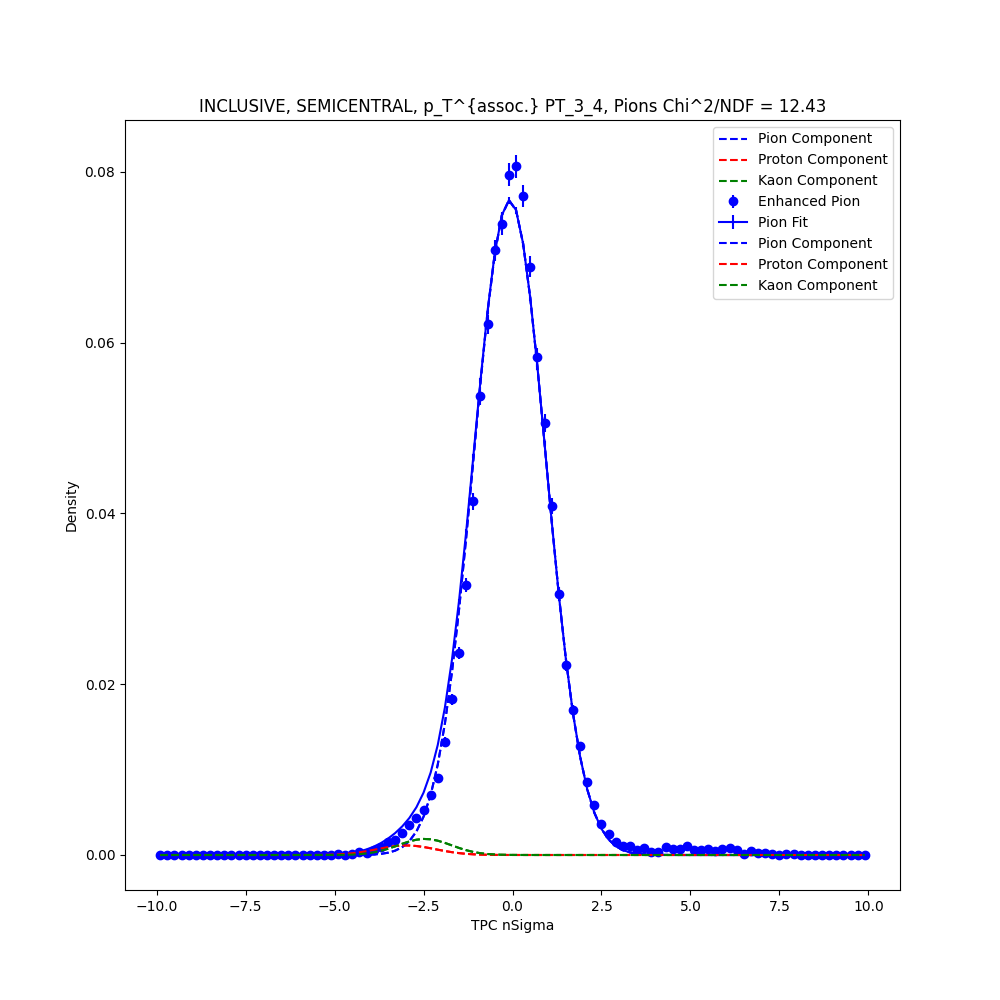 INCLUSIVE, SEMICENTRAL, p_T^{assoc.} PT_3_4, Pions Chi^2/NDF = 12.43
Pion Component
Proton Component
Kaon Component
Enhanced Pion
Pion Fit
Pion Component
Proton Component
Kaon Component
0.08
0.06
0.04
0.02
0.00
Density
−10.0 −7.5 −5.0 −2.5 0.0 2.5 5.0 7.5 10.0
TPC nSigma